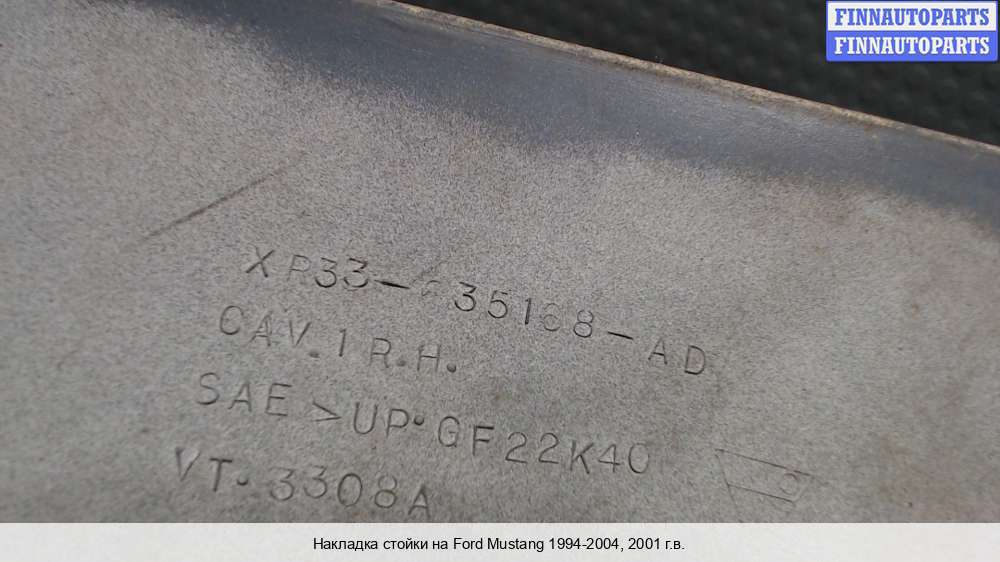 FINNAUTOPARTS
FINNAUTOPARTS
CAV. 1 R.H.
SAE >UP·GF22K40
VT. 3308A
Накладка стойки на Ford Mustang 1994-2004, 2001 г.в.